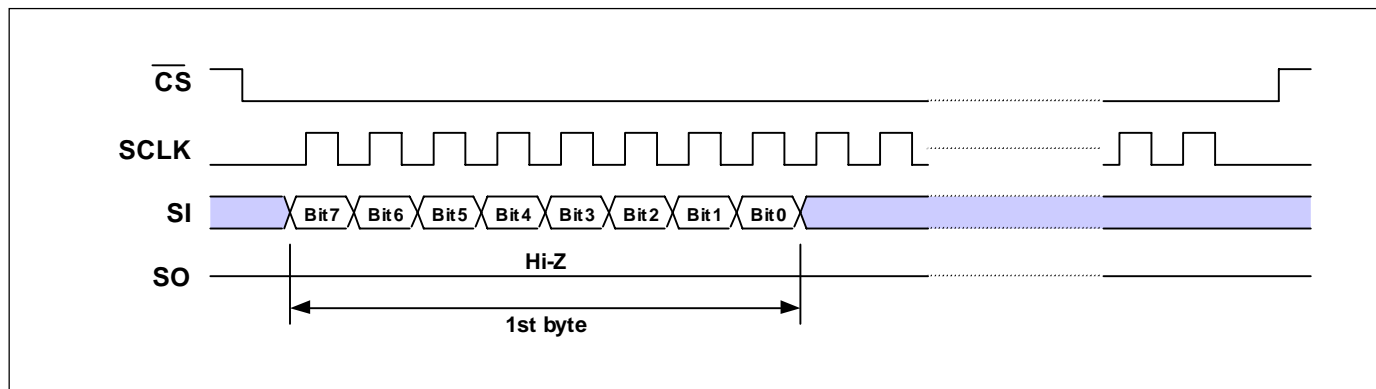 CS
SCLK
SI
Bit7 Bit6 Bit5 Bit4 Bit3 Bit2 Bit1 Bit0
Hi-Z
SO
1st byte